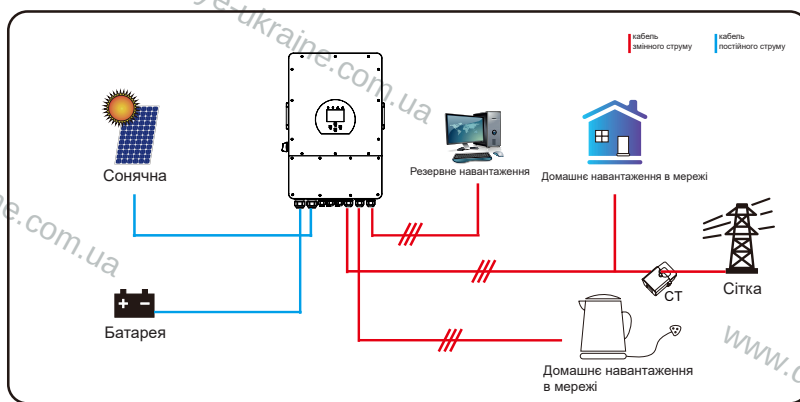 ye-ukraine.com.ua
кабель
змінного струму
кабель
постійного струму
Сонячна
Резервне навантаження
Домашнє навантаження в мережі
ine.com.ua
СТ
Сітка
Батарея
www.
Домашнє навантаження
в мережі